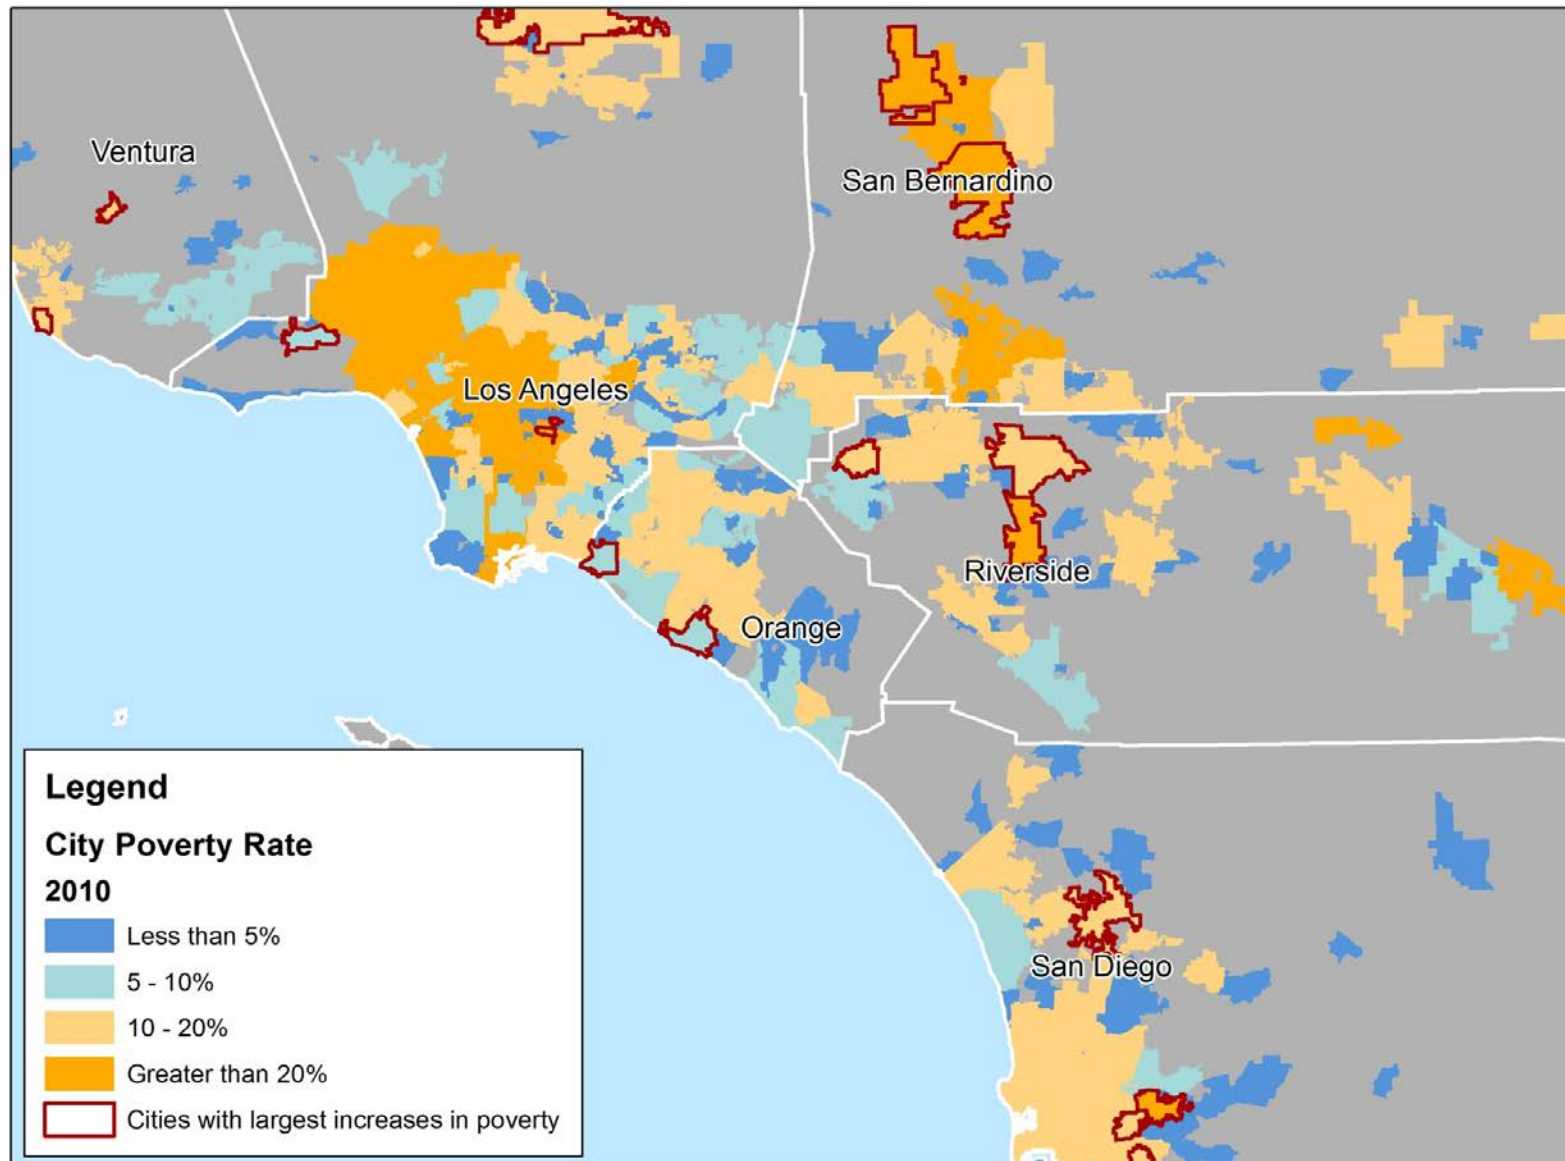 Ventura
San Bernardino
Los Angeles
Riverside
Orange
San Diego
Legend
City Poverty Rate
2010
Less than 5%
5 - 10%
10 - 20%
Greater than 20%
Cities with largest increases in poverty